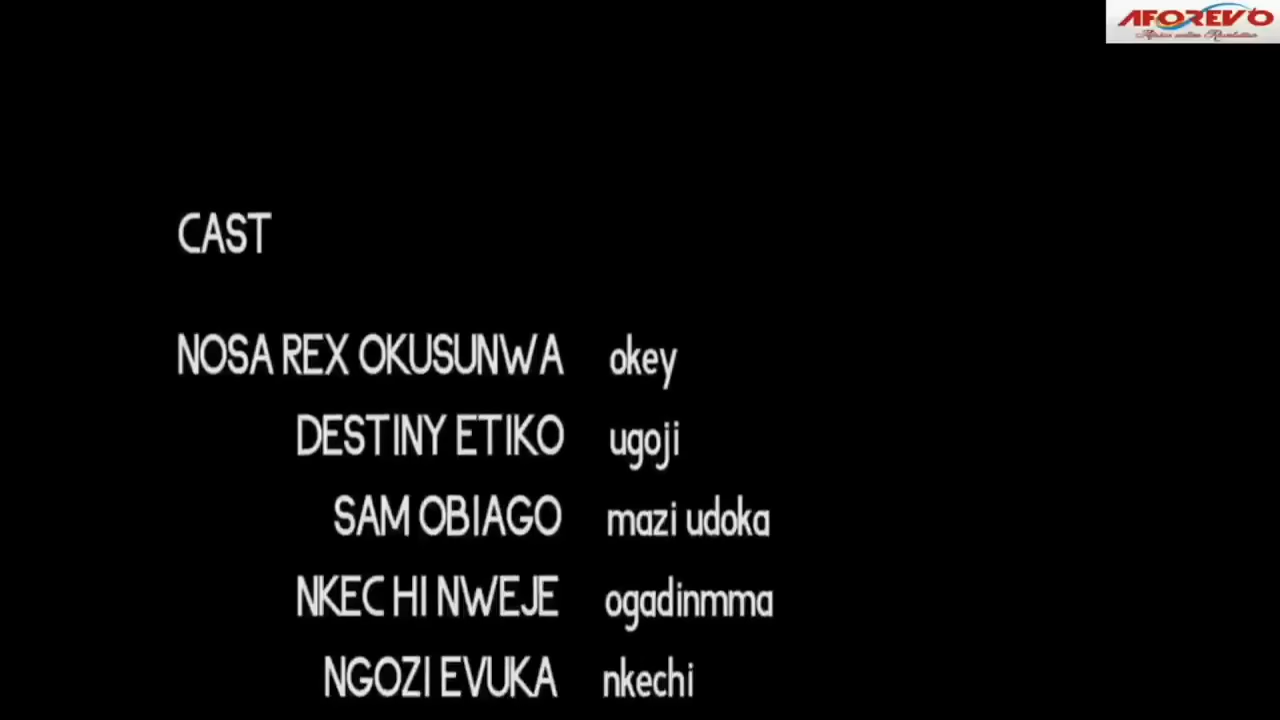 AFOREVO
CAST
NOSA REX OKUSUNWA okey
DESTINY ETIKO ugoji
SAM OBIAGO mazi udoka
NKEC HI NWEJE ogadinmma
NGOZI EVUKA nkechi